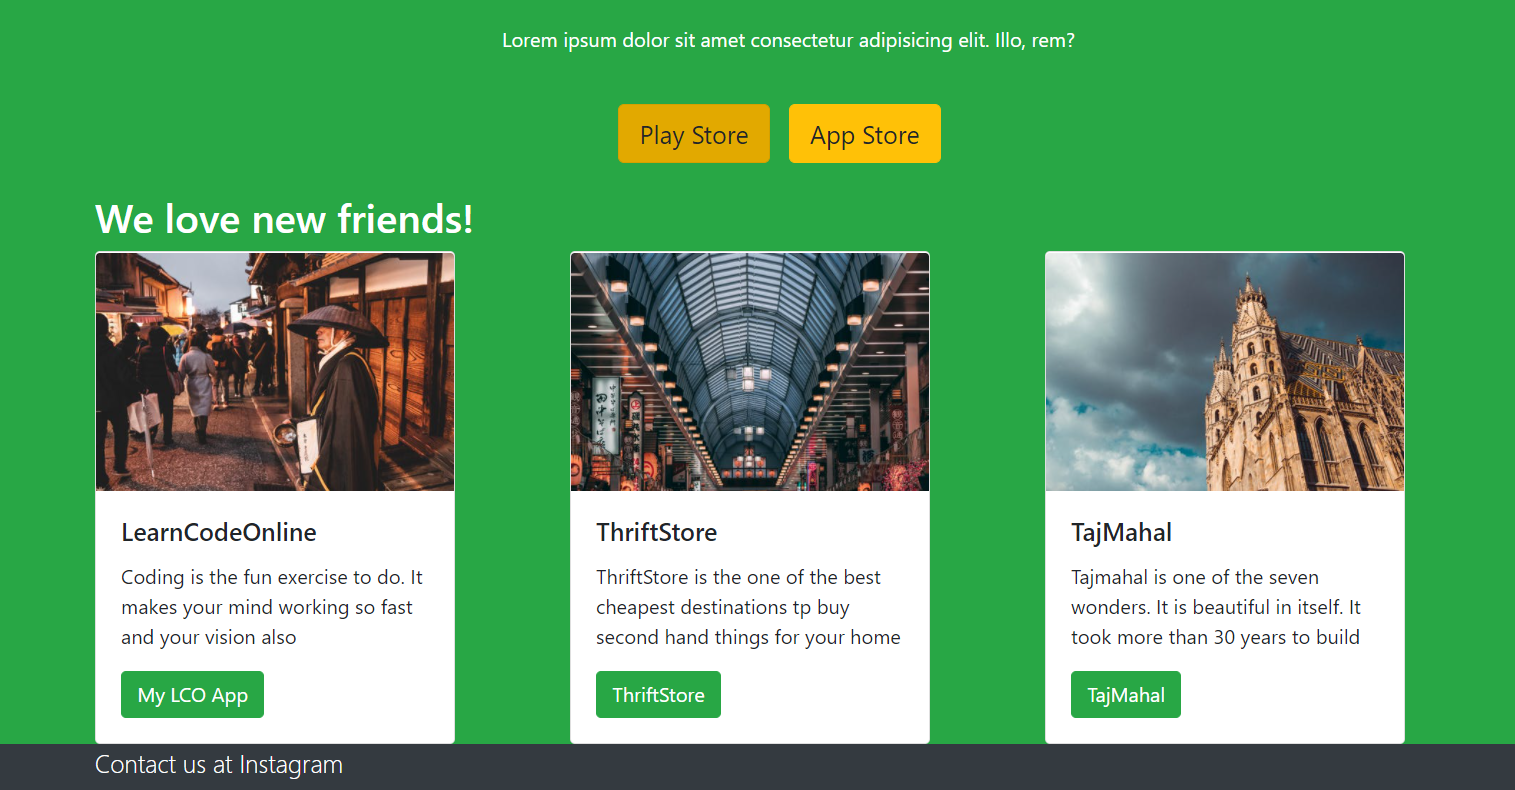 Lorem ipsum dolor sit amet consectetur adipisicing elit. Illo, rem?
Play Store
App Store
We love new friends!
LearnCodeOnline
Coding is the fun exercise to do. It
makes your mind working so fast
and your vision also
My LCO App
ThriftStore
ThriftStore is the one of the best
cheapest destinations tp buy
second hand things for your home
ThriftStore
TajMahal
Tajmahal is one of the seven
wonders. It is beautiful in itself. It
took more than 30 years to build
TajMahal
Contact us at Instagram